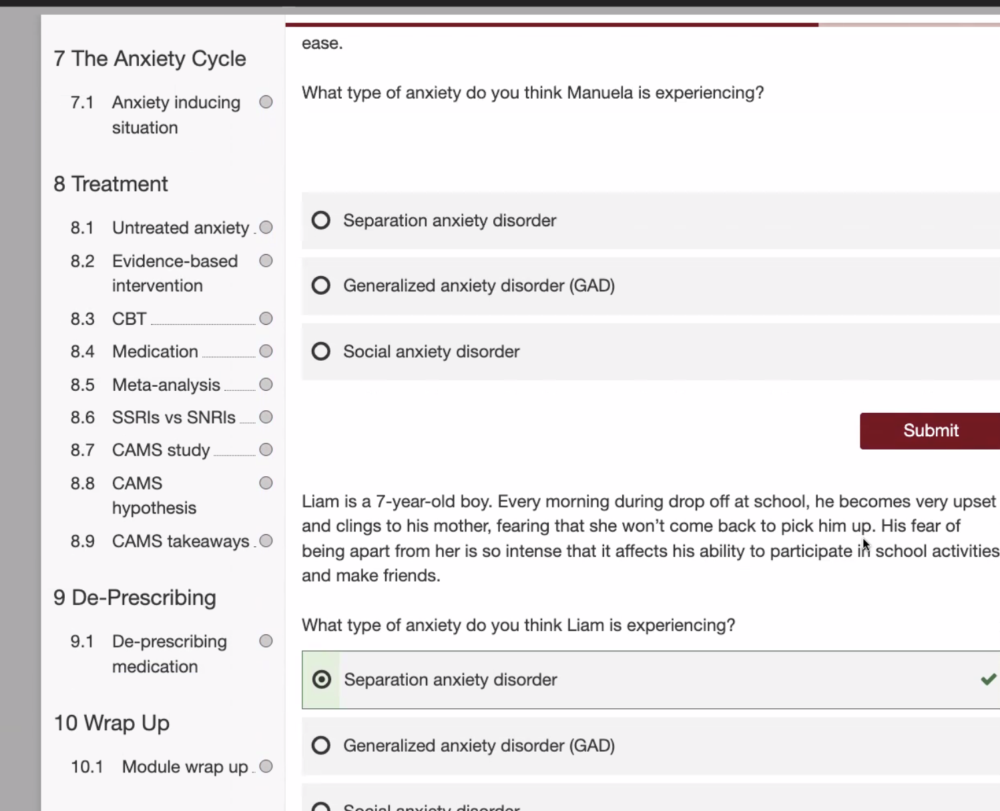 7 The Anxiety Cycle
7.1 Anxiety inducing
situation
8 Treatment
8.1 Untreated anxiety
8.2 Evidence-based
intervention
8.3 CBT
8.4 Medication
8.5 Meta-analysis
8.6 SSRIs vs SNRIs
8.7 CAMS study
8.8 CAMS
hypothesis
8.9 CAMS takeaways
9 De-Prescribing
9.1 De-prescribing
medication
10 Wrap Up
10.1 Module wrap up
ease.
What type of anxiety do you think Manuela is experiencing?
Separation anxiety disorder
Generalized anxiety disorder (GAD)
Social anxiety disorder
Submit
Liam is a 7-year-old boy. Every morning during drop off at school, he becomes very upset
and clings to his mother, fearing that she won’t come back to pick him up. His fear of
being apart from her is so intense that it affects his ability to participate in school activities
and make friends.
What type of anxiety do you think Liam is experiencing?
Separation anxiety disorder
Generalized anxiety disorder (GAD)
Social anxiety disorder